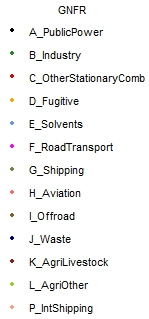 GNFR
A_PublicPower
B_Industry
C_OtherStationaryComb
D_Fugitive
E_Solvents
F_RoadTransport
G_Shipping
H_Aviation
I_Offroad
J_Waste
K_AgriLivestock
L_AgriOther
P_IntShipping